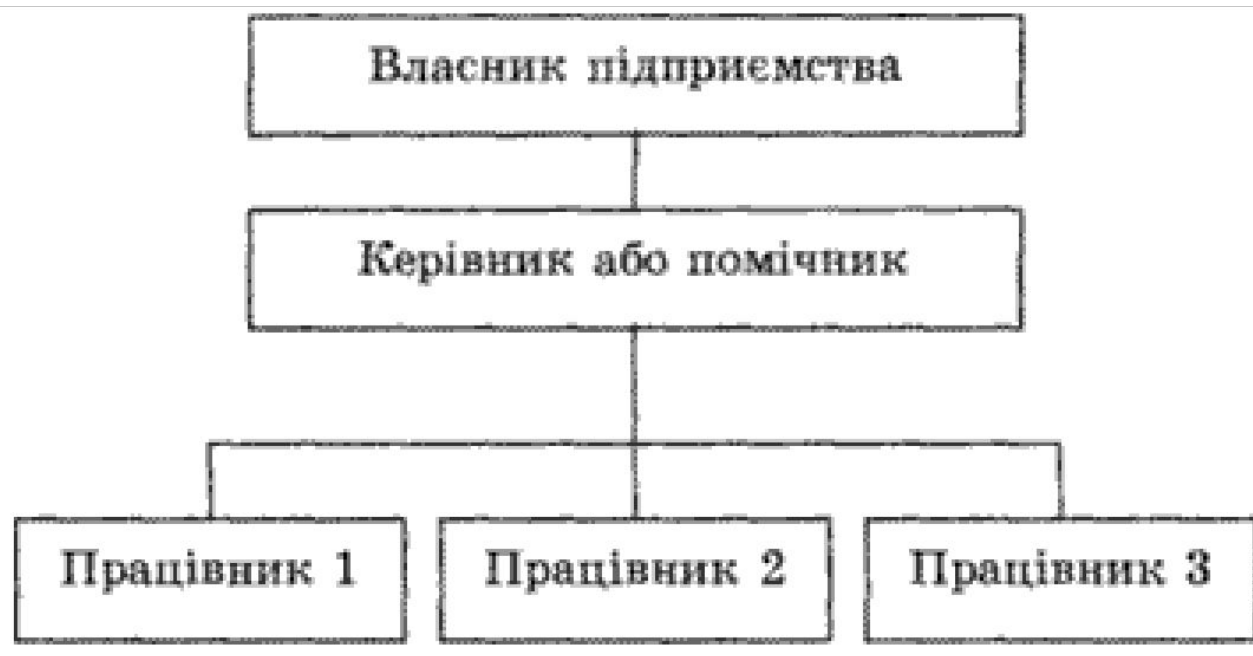 Власник підприємства
Керівник або помічник
Працівник 1
Працівник 2
Працівник 3